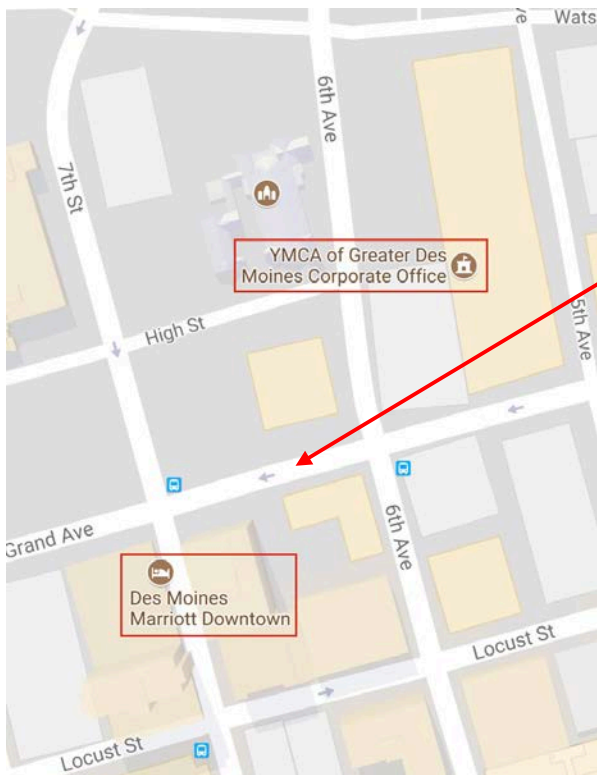 Wats
ve
6th Ave
7th St
YMCA of Greater Des
Moines Corporate Office
High St
5th Ave
Grand Ave
6th Ave
Des Moines
Marriott Downtown
Locust St
Locust St